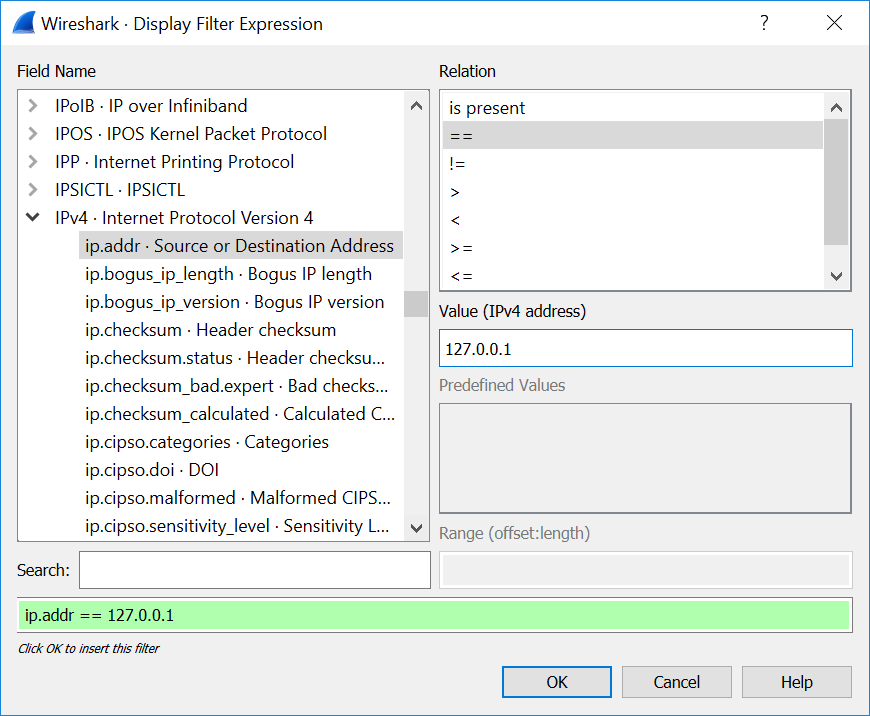 Wireshark · Display Filter Expression
Field Name
IPoIB · IP over Infiniband
IPOS · IPOS Kernel Packet Protocol
IPP · Internet Printing Protocol
IPSICTL · IPSICTL
IPv4 · Internet Protocol Version 4
ip.addr · Source or Destination Address
ip.bogus_ip_length · Bogus IP length
ip.bogus_ip_version · Bogus IP version
ip.checksum · Header checksum
ip.checksum.status · Header checksu...
ip.checksum_bad.expert · Bad checks...
ip.checksum_calculated · Calculated C...
ip.cipso.categories · Categories
ip.cipso.doi · DOI
ip.cipso.malformed · Malformed CIPS...
ip.cipso.sensitivity_level · Sensitivity L...
Search:
Relation
is present
==
!=
>
<
>=
<=
Value (IPv4 address)
127.0.0.1
Predefined Values
Range (offset:length)
ip.addr == 127.0.0.1
Click OK to insert this filter
OK
Cancel
Help